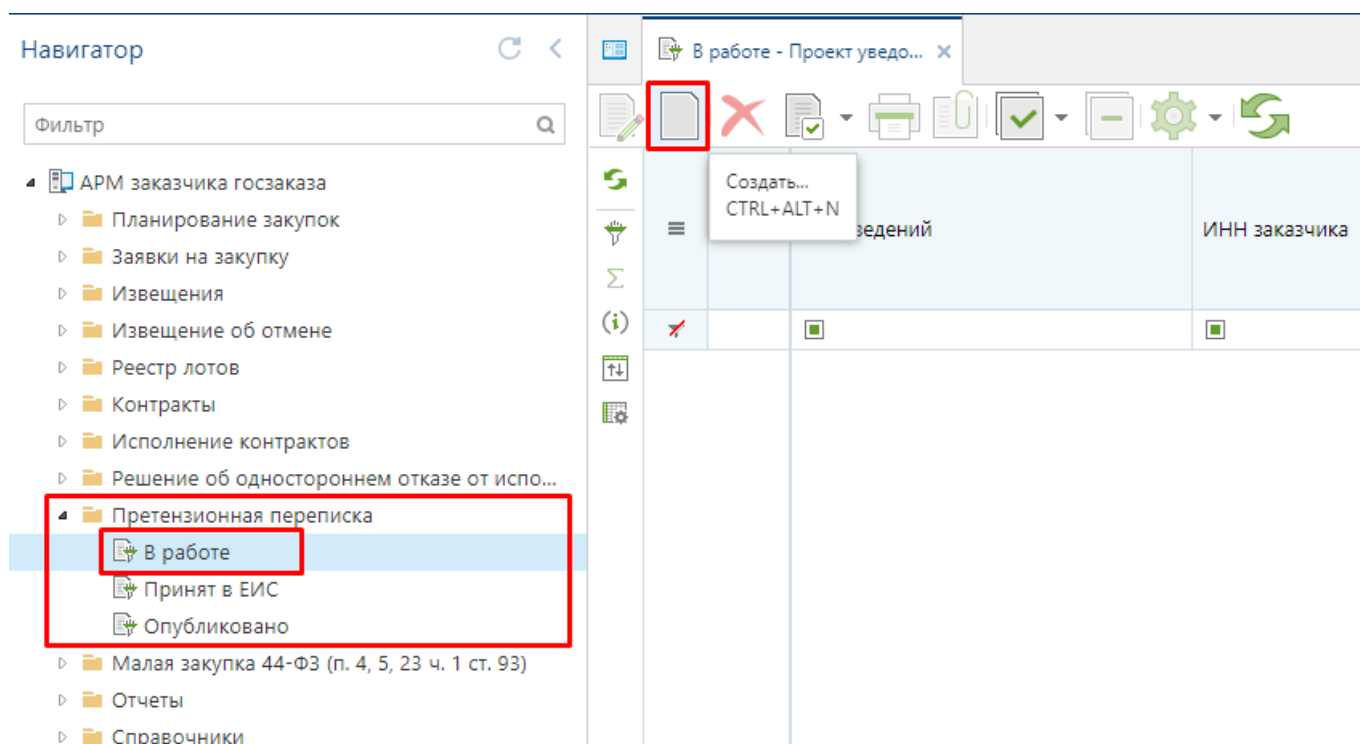 Навигатор
В работе - Проект уведо...
Фильтр
АРМ заказчика госзаказа
Планирование закупок
Заявки на закупку
Извещения
Извещение об отмене
Реестр лотов
Контракты
Исполнение контрактов
Решение об одностороннем отказе от испо...
Претензионная переписка
В работе
Принят в ЕИС
Опубликовано
Малая закупка 44-ФЗ (п. 4, 5, 23 ч. 1 ст. 93)
Отчеты
Справочники
Создать...
CTRL+ALT+N
ведений
ИНН заказчика